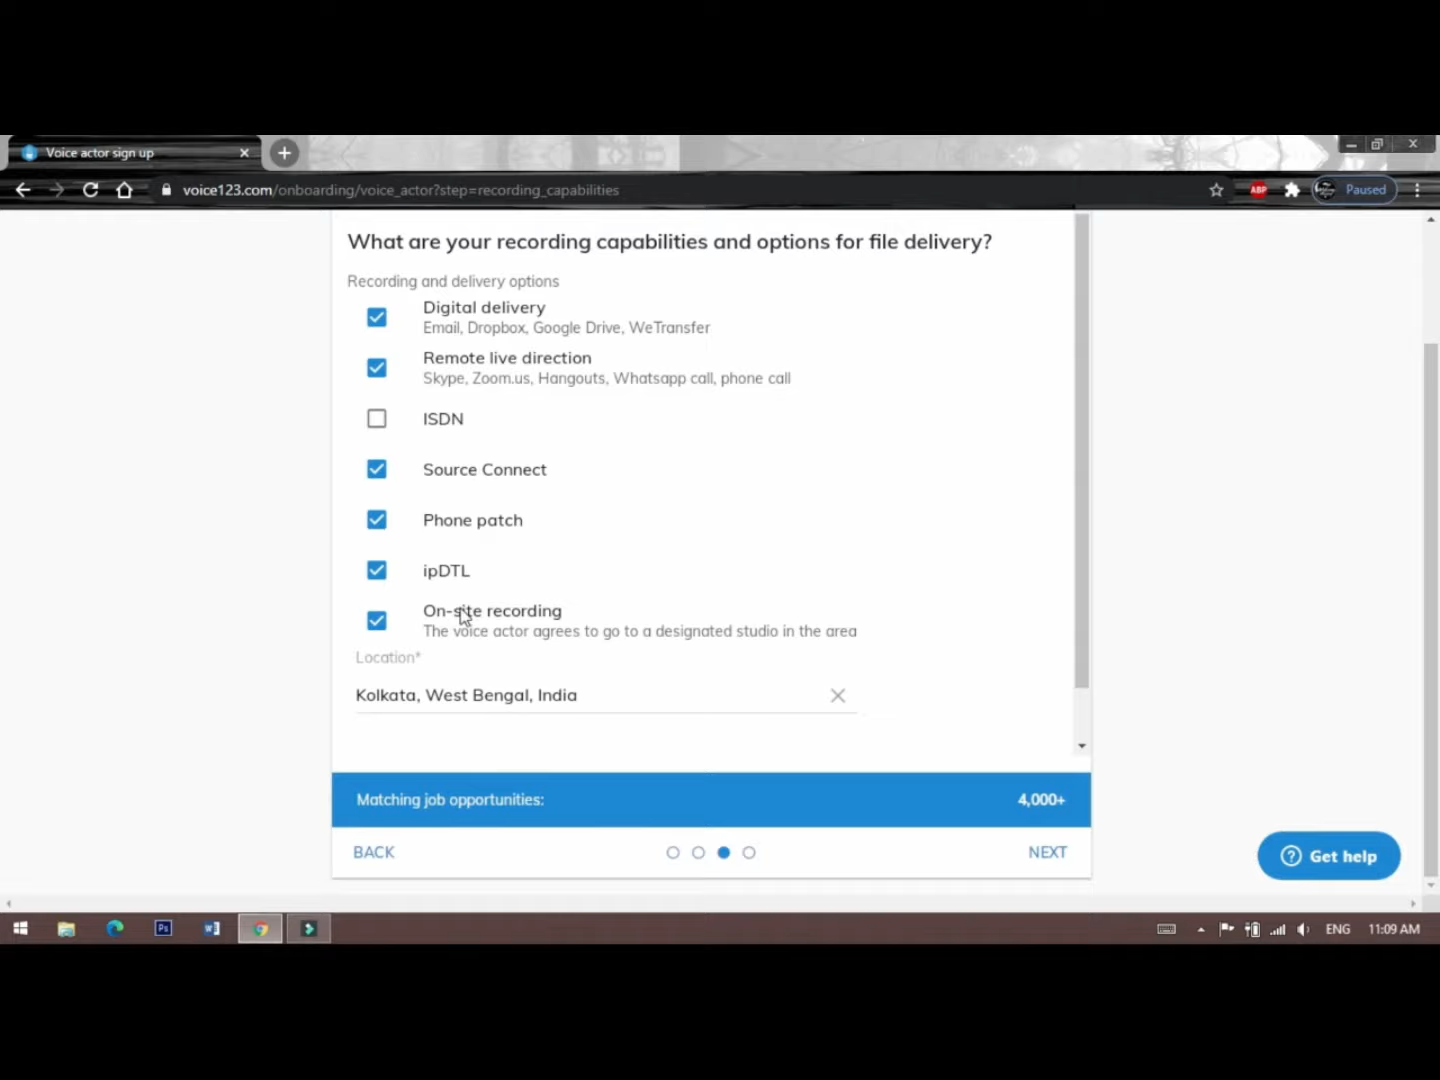 Voice actor sign up
voice123.com/onboarding/voice_actor?step=recording_capabilities
ABP
Paused
What are your recording capabilities and options for file delivery?
Recording and delivery options
Digital delivery
Email, Dropbox, Google Drive, WeTransfer
Remote live direction
Skype, Zoom.us, Hangouts, Whatsapp call, phone call
ISDN
Source Connect
Phone patch
ipDTL
On-site recording
The voice actor agrees to go to a designated studio in the area
Location*
Kolkata, West Bengal, India
Matching job opportunities: 4,000+
BACK NEXT
Get help
Ps
ENG 11:09 AM